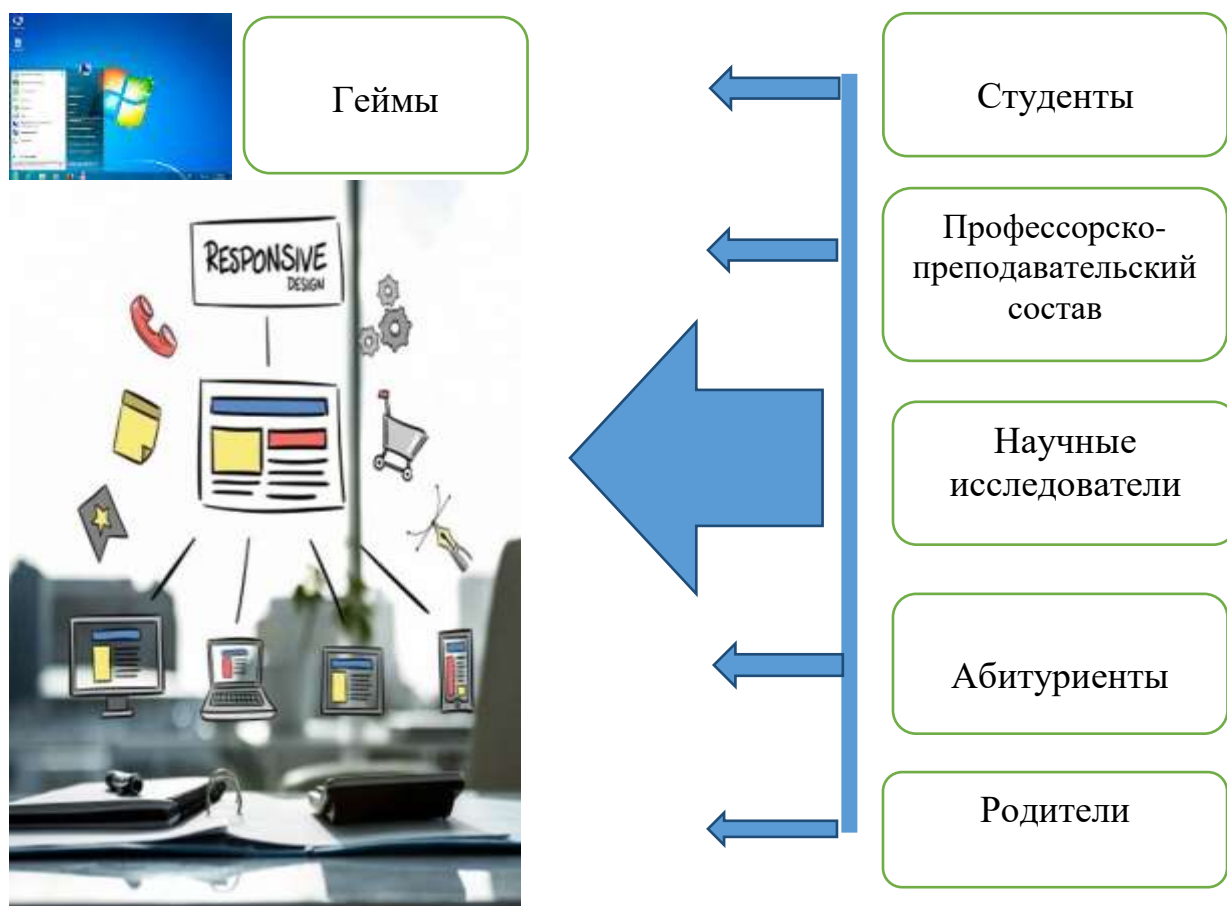 Геймы
Студенты
RESPONSIVE
DESIGN
Профессорско-
преподавательский
состав
Научные
исследователи
Абитуриенты
Родители